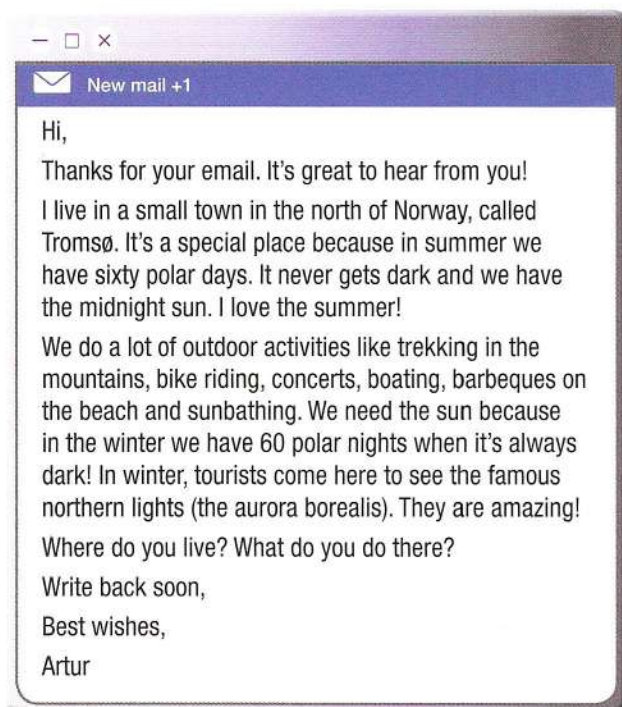 New mail +1
Hi,
Thanks for your email. It's great to hear from you!
I live in a small town in the north of Norway, called
Tromsø. It's a special place because in summer we
have sixty polar days. It never gets dark and we have
the midnight sun. I love the summer!
We do a lot of outdoor activities like trekking in the
mountains, bike riding, concerts, boating, barbeques on
the beach and sunbathing. We need the sun because
in the winter we have 60 polar nights when it's always
dark! In winter, tourists come here to see the famous
northern lights (the aurora borealis). They are amazing!
Where do you live? What do you do there?
Write back soon,
Best wishes,
Artur